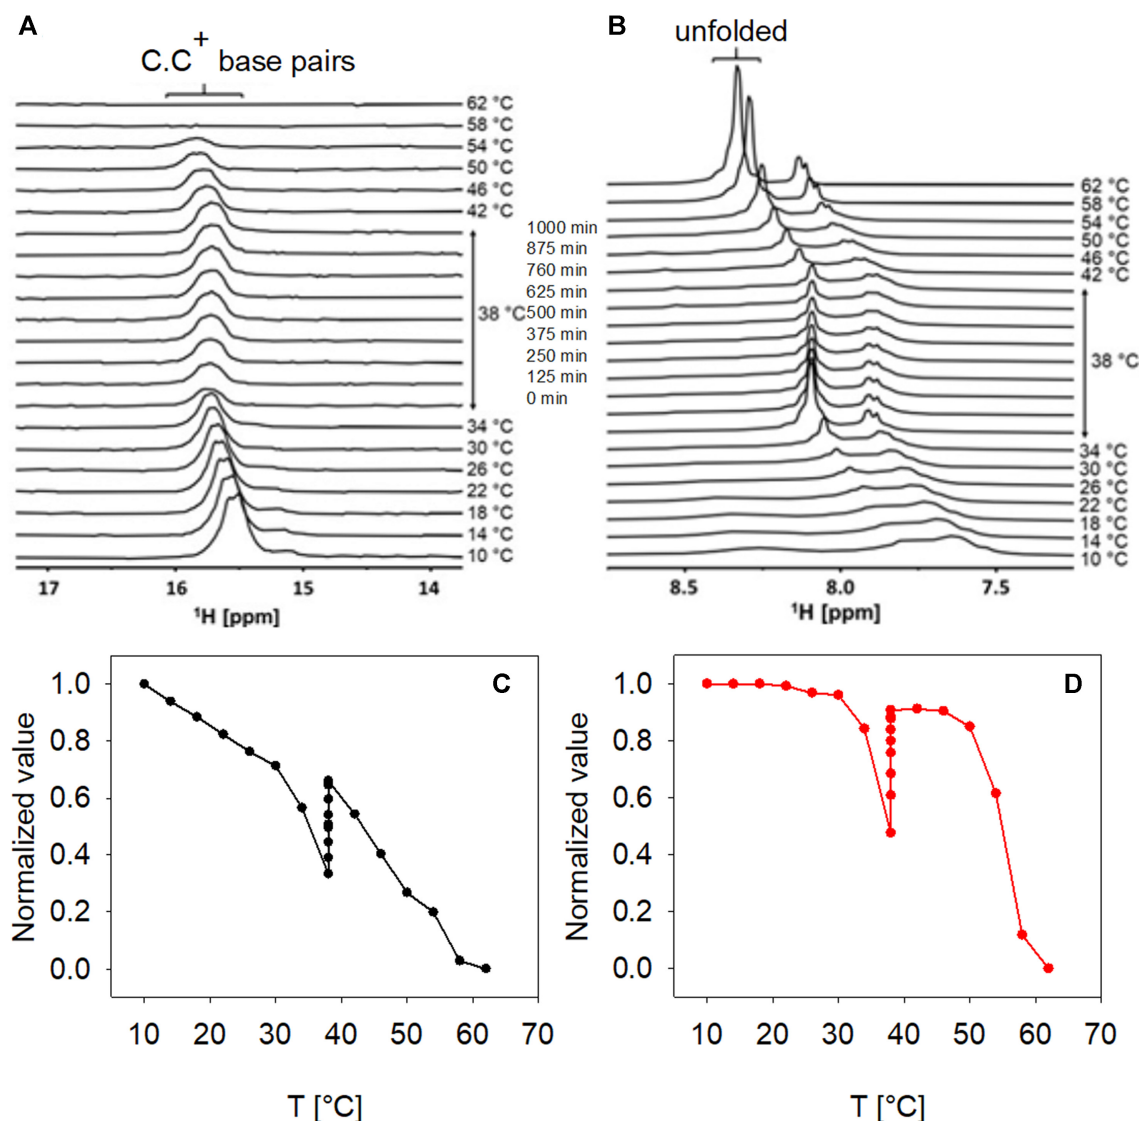 A
C.C+ base pairs
62 °C
58 °C
54 °C
50 °C
46 °C
42 °C
38 °C
34 °C
30 °C
26 °C
22 °C
18 °C
14 °C
10 °C
17 16 15 14
¹H [ppm]
1000 min
875 min
760 min
625 min
500 min
375 min
250 min
125 min
0 min
B
unfolded
62 °C
58 °C
54 °C
50 °C
46 °C
42 °C
38 °C
34 °C
30 °C
26 °C
22 °C
18 °C
14 °C
10 °C
8.5 8.0 7.5
¹H [ppm]
C
Normalized value
1.0
0.8
0.6
0.4
0.2
0.0
10 20 30 40 50 60 70
T [°C]
D
Normalized value
1.0
0.8
0.6
0.4
0.2
0.0
10 20 30 40 50 60 70
T [°C]